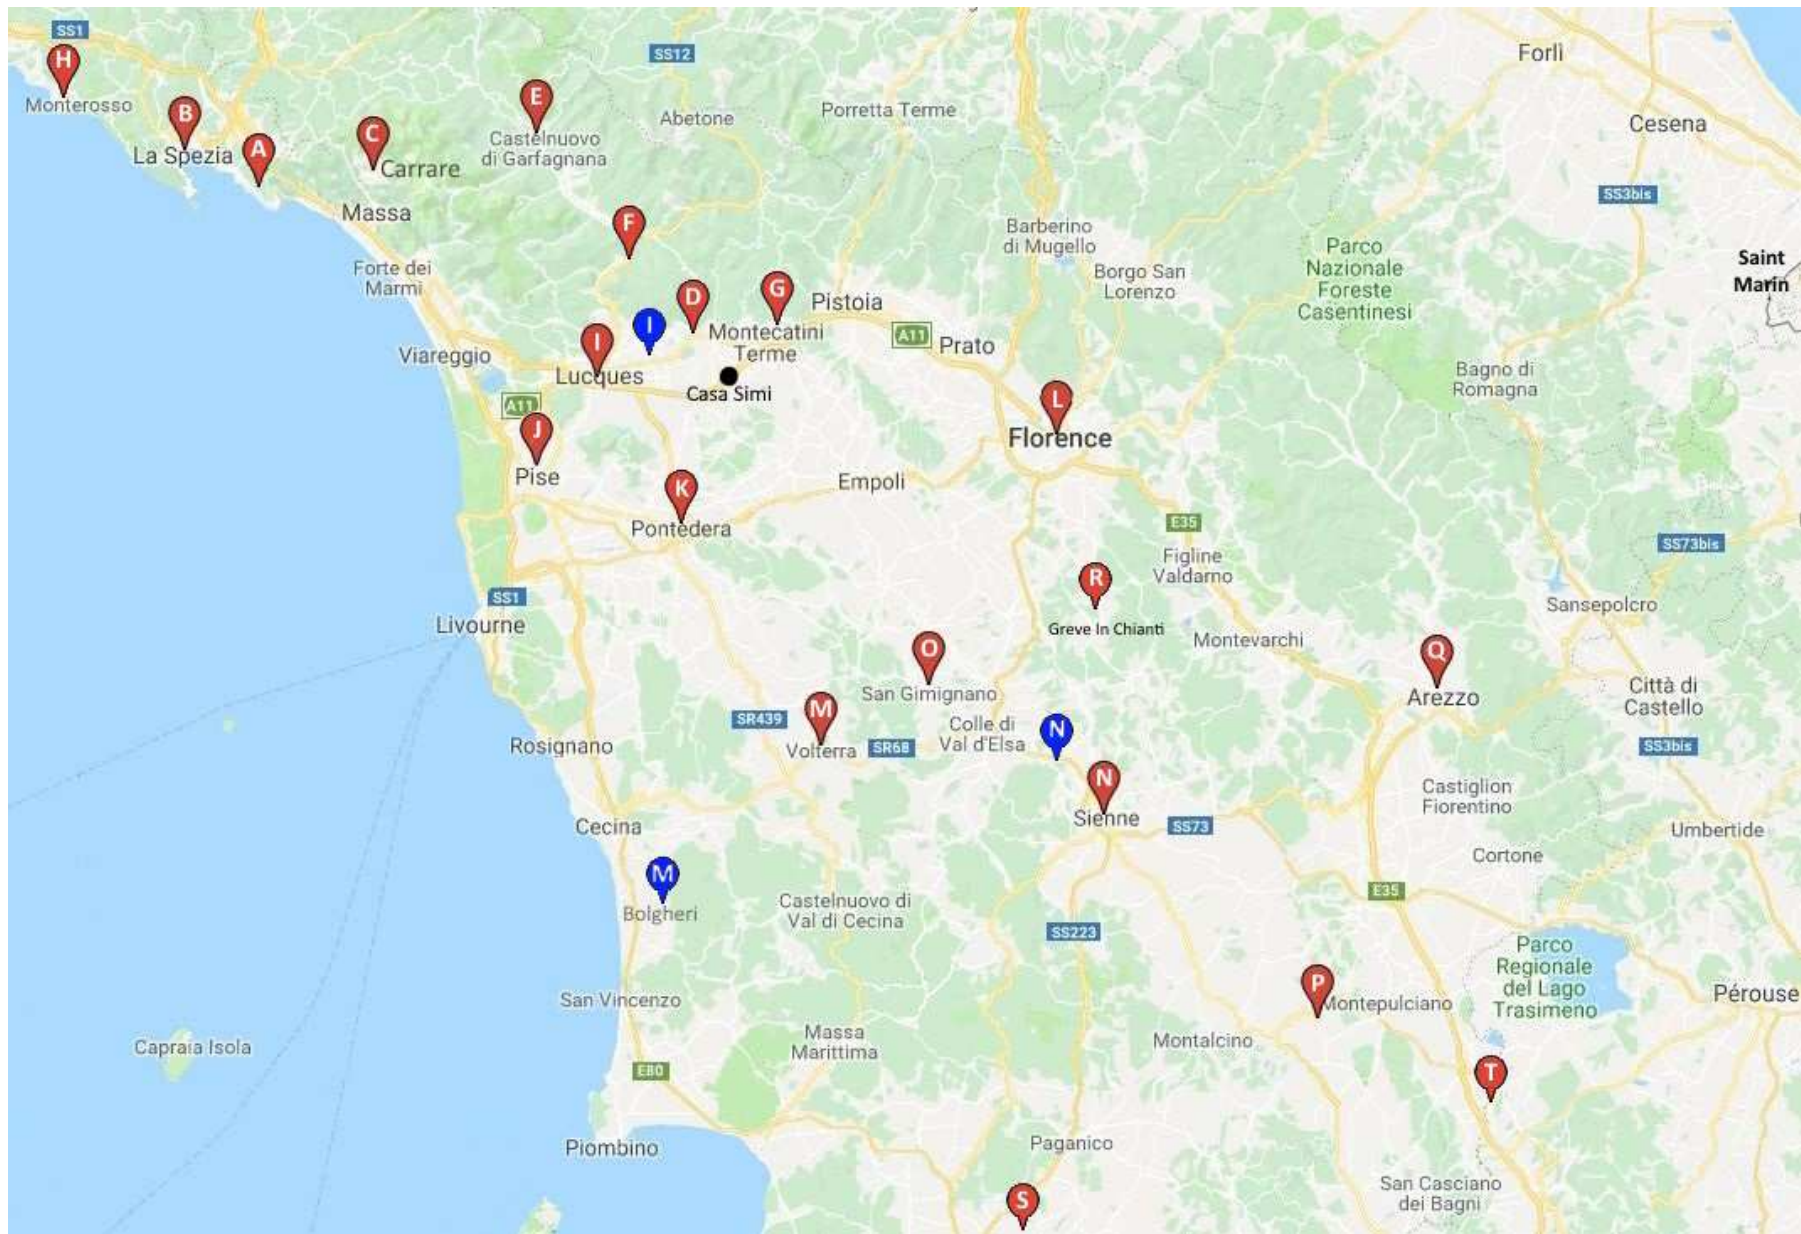 SS1
H
Monterosso
B
La Spezia
A
C
Carrare
Massa
E
Castelnuovo
di Garfagnana
SS12
Abetone
Porretta Terme
Forlì
Cesena
SS3bis
Saint
Marin
Forte dei
Marmi
F
Barberino
di Mugello
Borgo San
Lorenzo
Parco
Nazionale
Foreste
Casentinesi
D
G
Pistoia
Montecatini
Terme
I
I
Lucques
Viareggio
A11
Prato
A11
Casa Simi
Bagno di
Romagna
L
Florence
J
Pise
K
Pontedera
Empoli
E35
Figline
Valdarno
SS73bis
SS1
Livourne
R
Greve In Chianti
Montevarchi
Sansepolcro
O
San Gimignano
Q
Arezzo
Città di
Castello
SS3bis
SR439
M
Volterra
SR68
Colle di
Val d'Elsa
N
Rosignano
N
Sienne
SS73
Castiglion
Fiorentino
Umbertide
Cecina
Cortone
M
Bolgheri
Castelnuovo di
Val di Cecina
E35
SS223
Parco
Regionale
del Lago
Trasimeno
Pérouse
San Vincenzo
P
Montepulciano
Capraia Isola
Massa
Marittima
Montalcino
E80
T
Piombino
Paganico
San Casciano
dei Bagni
S